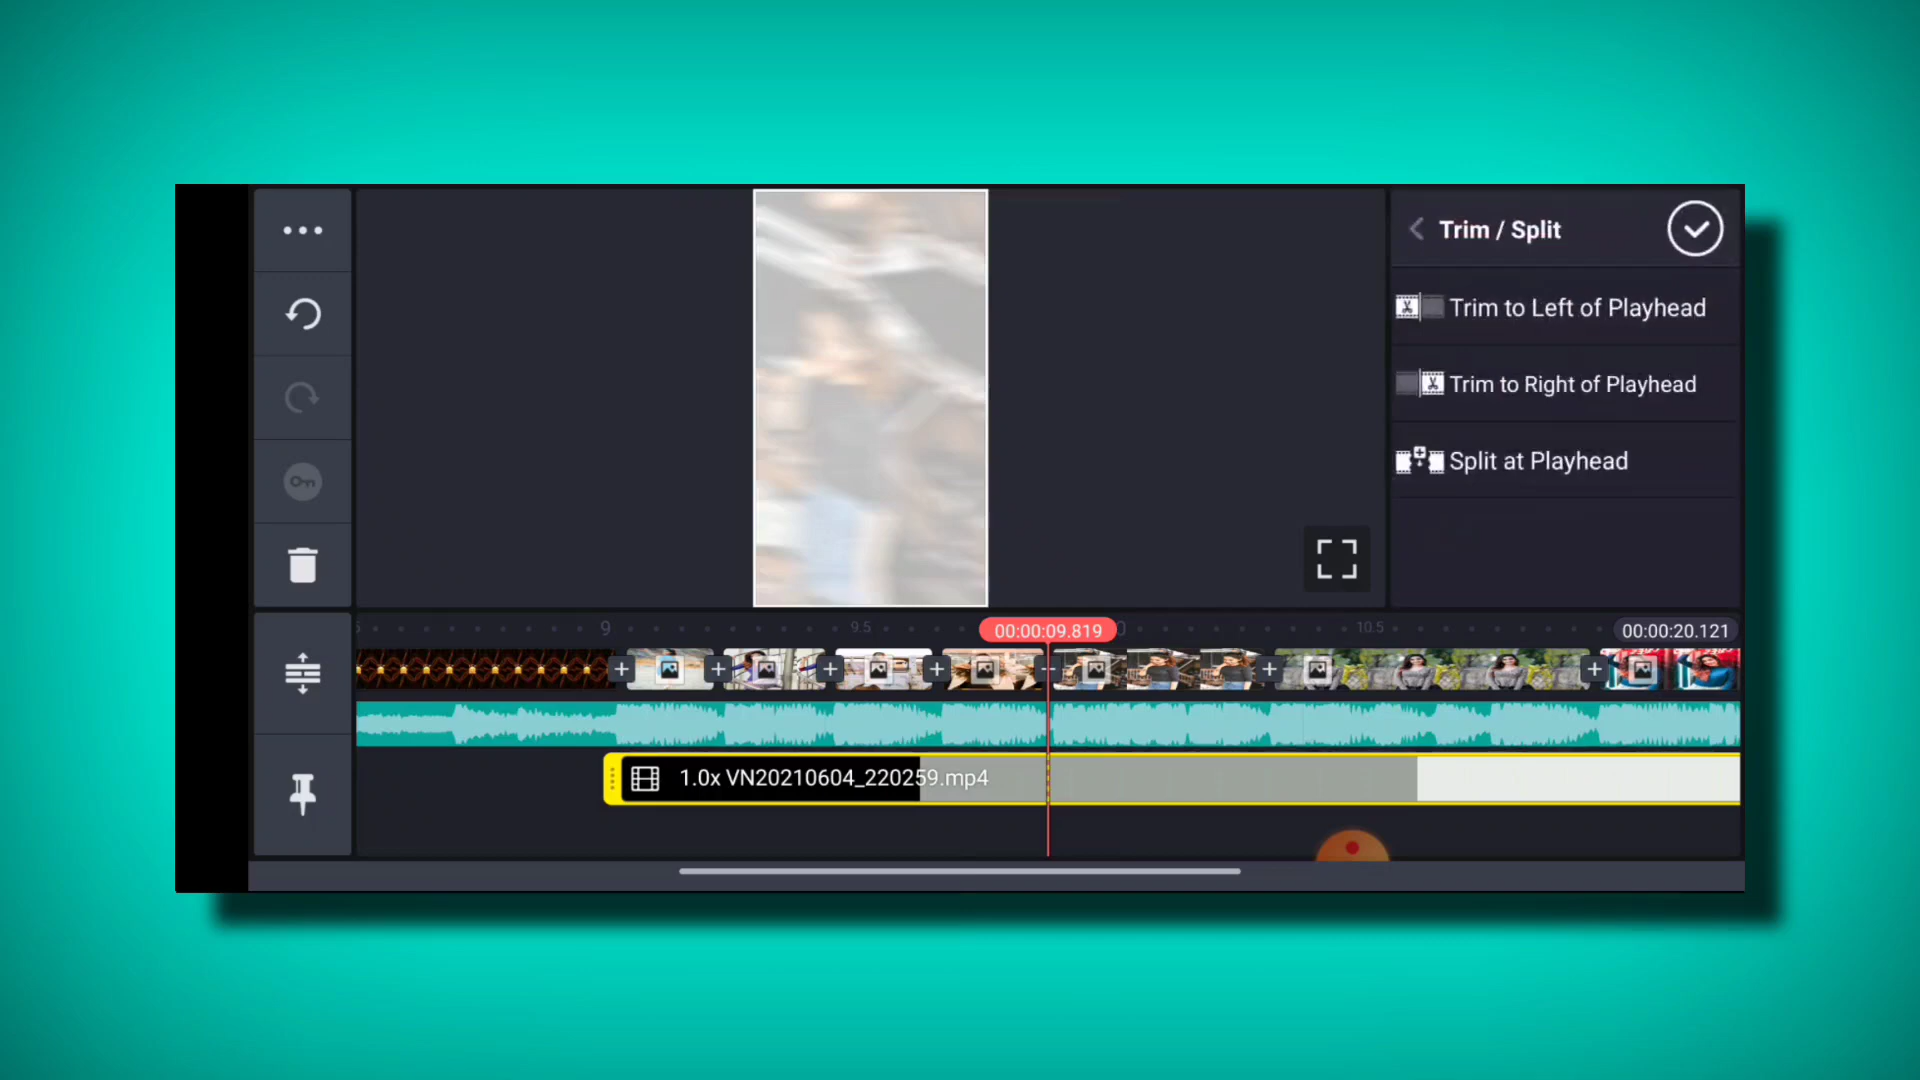 Trim / Split
Trim to Left of Playhead
Trim to Right of Playhead
Split at Playhead
9
9.5
00:00:09.819
10.5
00:00:20.121
1.0x VN20210604_220259.mp4